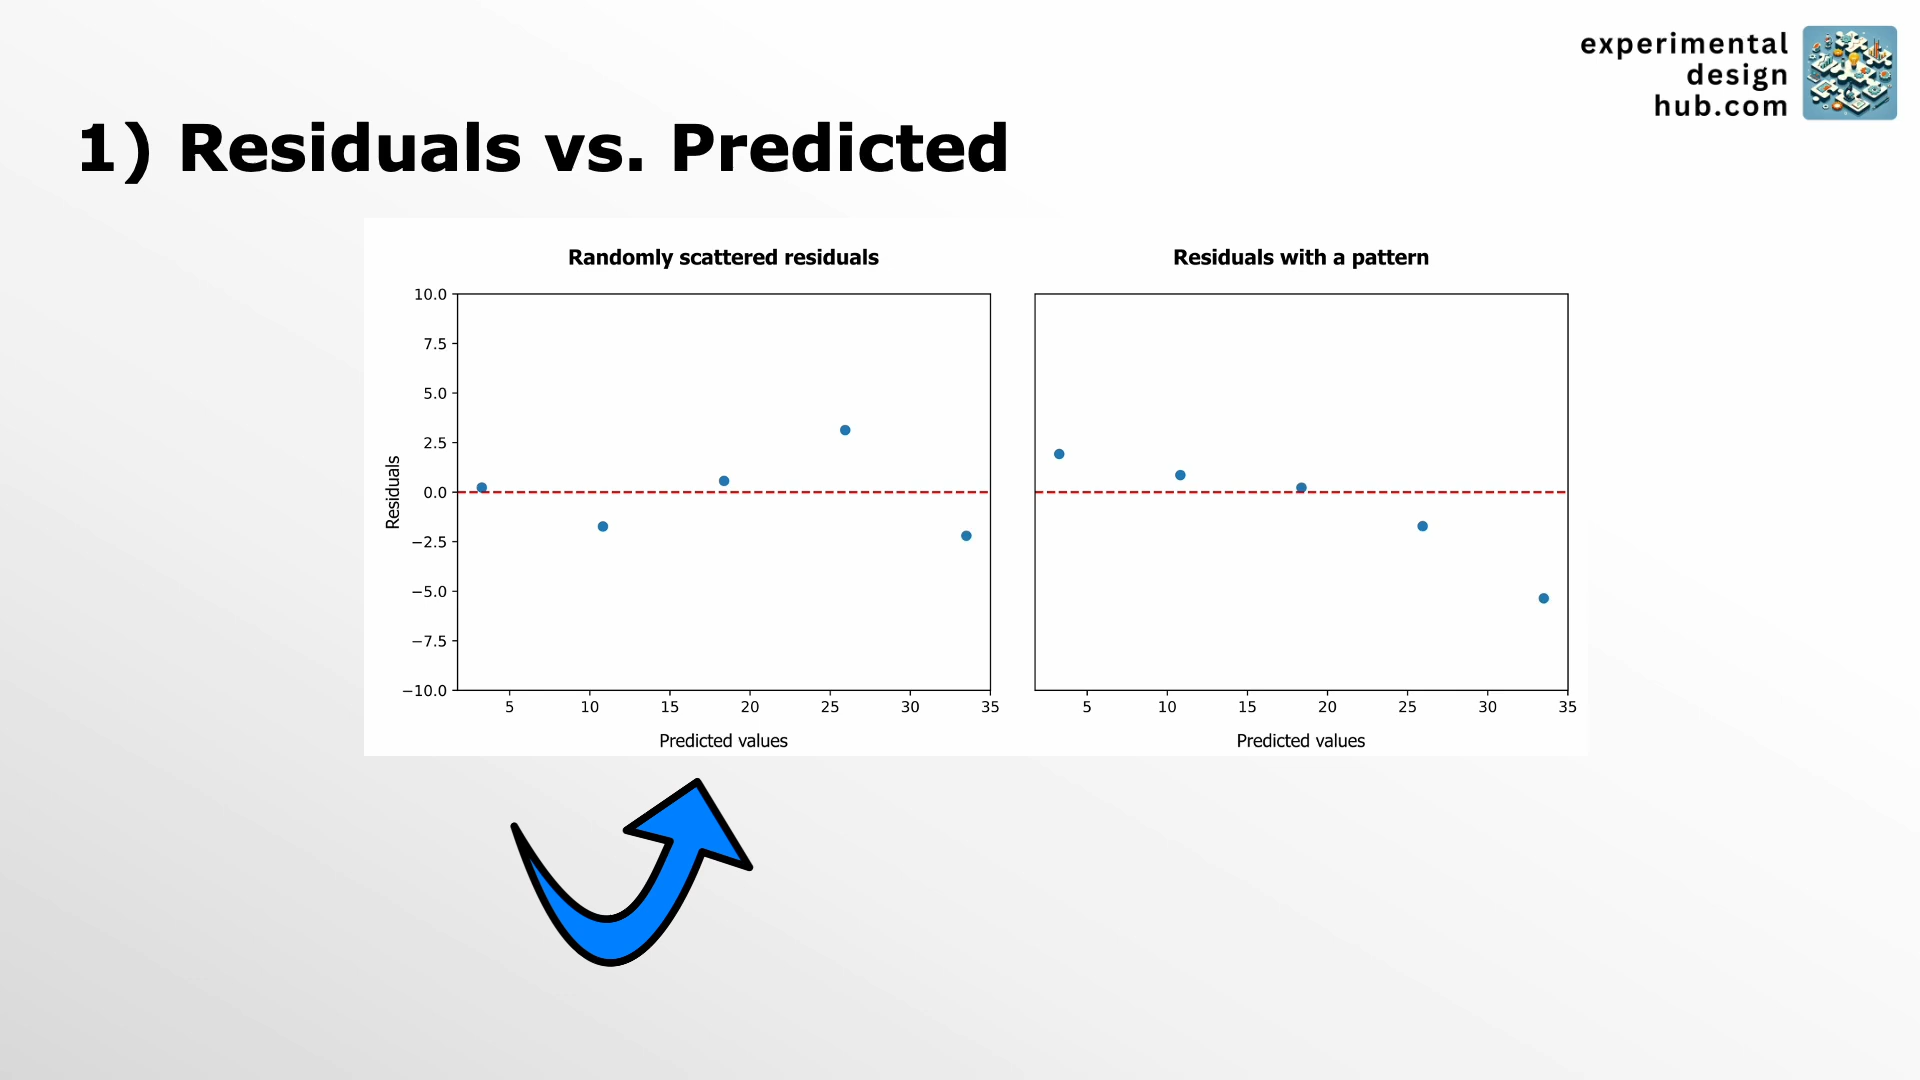 experimental
design
hub.com
1) Residuals vs. Predicted
Randomly scattered residuals
10.0
7.5
5.0
2.5
0.0
−2.5
−5.0
−7.5
−10.0
Residuals
5 10 15 20 25 30 35
Predicted values
Residuals with a pattern
5 10 15 20 25 30 35
Predicted values